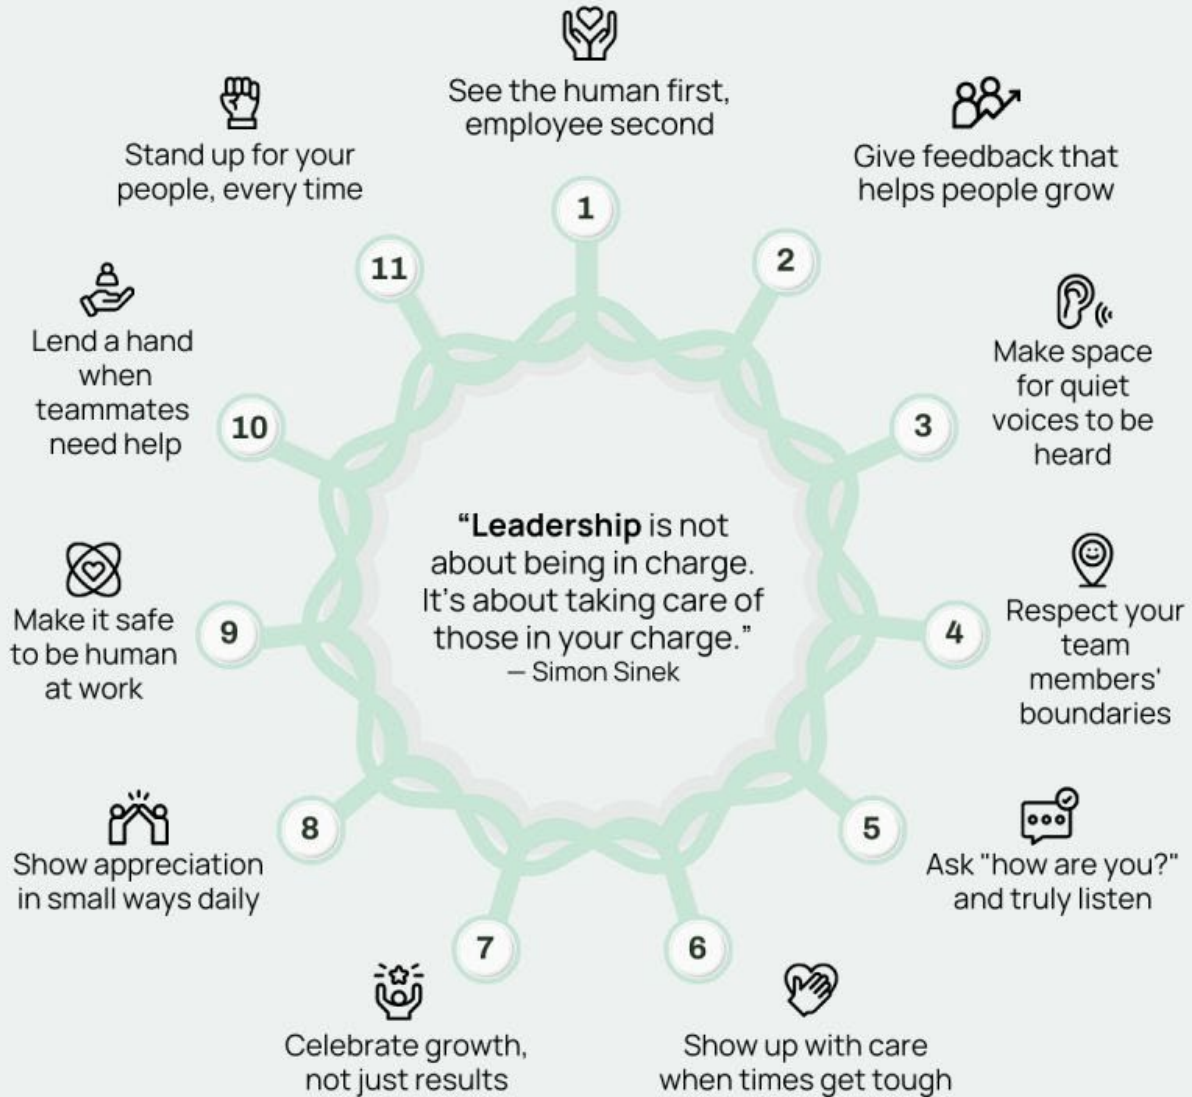 See the human first,
employee second
1
Give feedback that
helps people grow
2
Make space
for quiet
voices to be
heard
3
Respect your
team
members'
boundaries
4
Ask "how are you?"
and truly listen
5
Show up with care
when times get tough
6
Celebrate growth,
not just results
7
Show appreciation
in small ways daily
8
Make it safe
to be human
at work
9
Lend a hand
when
teammates
need help
10
Stand up for your
people, every time
11
“Leadership is not
about being in charge.
It's about taking care of
those in your charge.”
– Simon Sinek